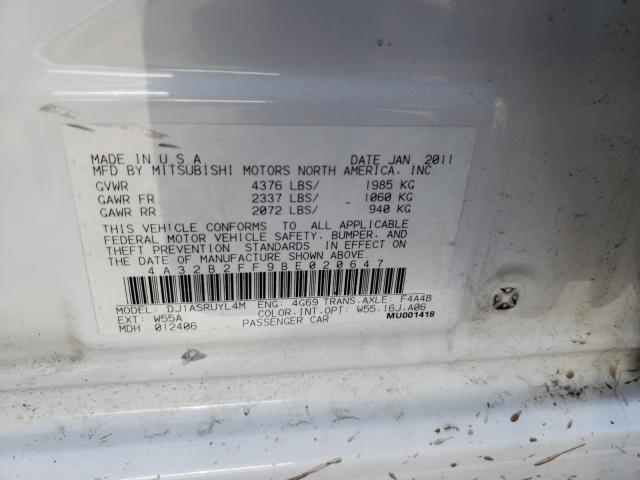 MADE IN U.S.A. DATE JAN 2011
MFD BY MITSUBISHI MOTORS NORTH AMERICA, INC.
GVWR 4376 LBS/ 1985 KG
GAWR FR 2337 LBS/ 1060 KG
GAWR RR 2072 LBS/ 940 KG
THIS VEHICLE CONFORMS TO ALL APPLICABLE
FEDERAL MOTOR VEHICLE SAFETY, BUMPER, AND
THEFT PREVENTION STANDARDS IN EFFECT ON
THE DATE OF MANUFACTURE SHOWN ABOVE.
4A32B2FF9BE020647
MODEL: DJ1ASRUYL4M ENG: 4G69 TRANS.AXLE: F4A4B
EXT: W55A COLOR.INT.OPT: W55.16J.A06
MDH 012406 PASSENGER CAR MU001418